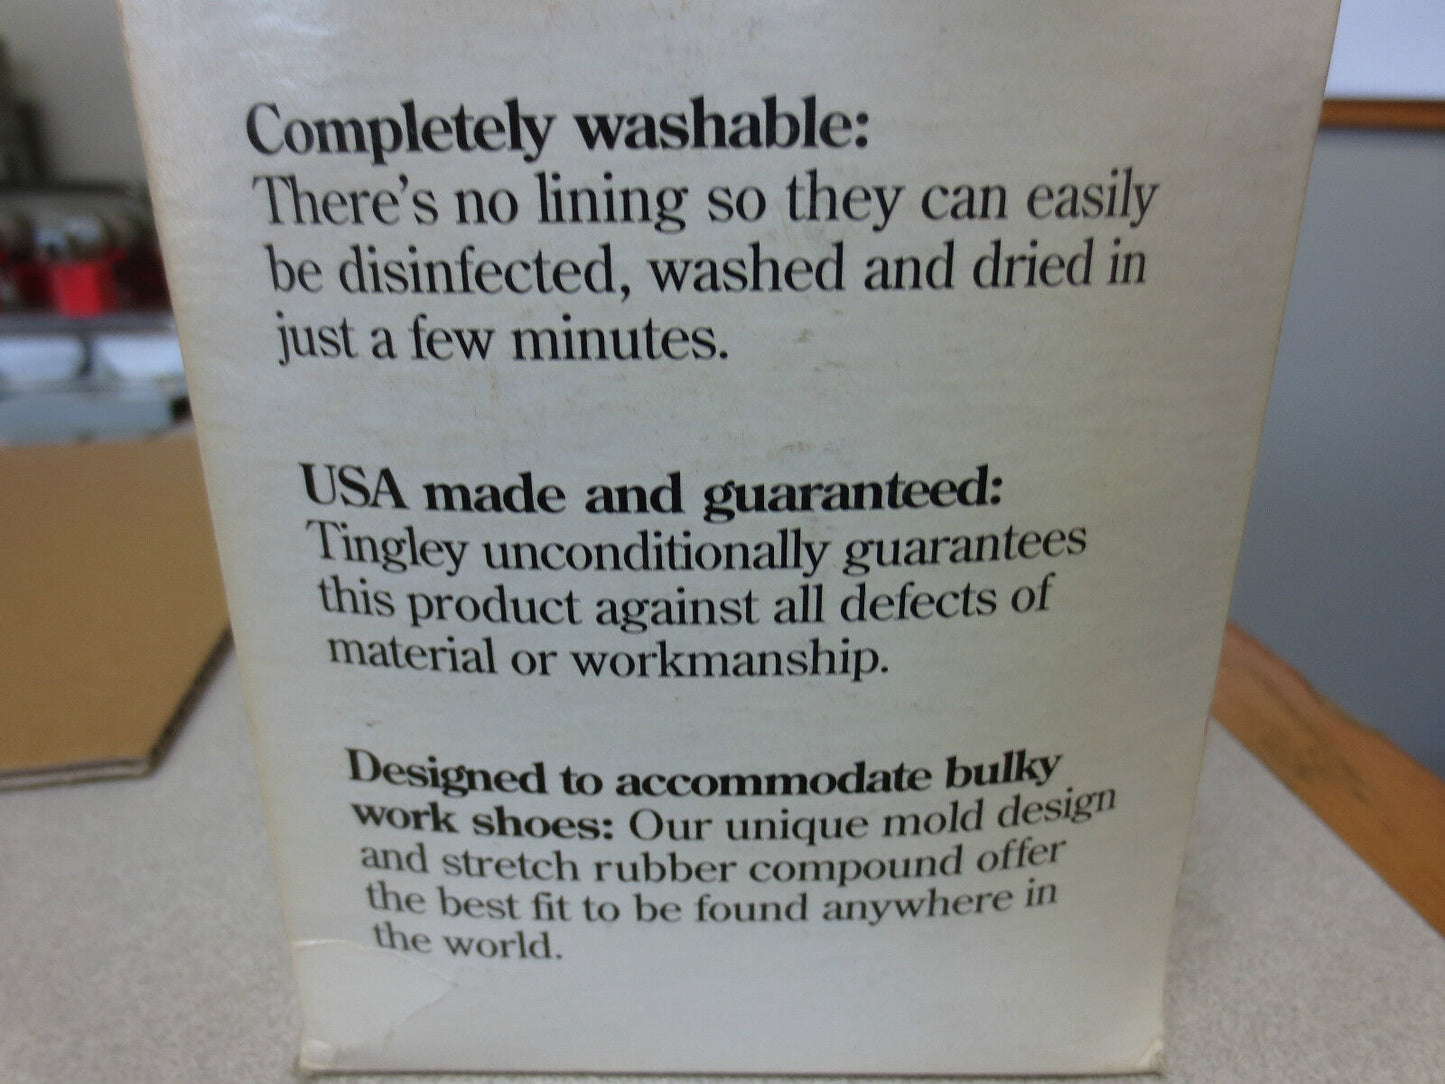 Completely washable:
There's no lining so they can easily
be disinfected, washed and dried in
just a few minutes.
USA made and guaranteed:
Tingley unconditionally guarantees
this product against all defects of
material or workmanship.
Designed to accommodate bulky
work shoes: Our unique mold design
and stretch rubber compound offer
the best fit to be found anywhere in
the world.